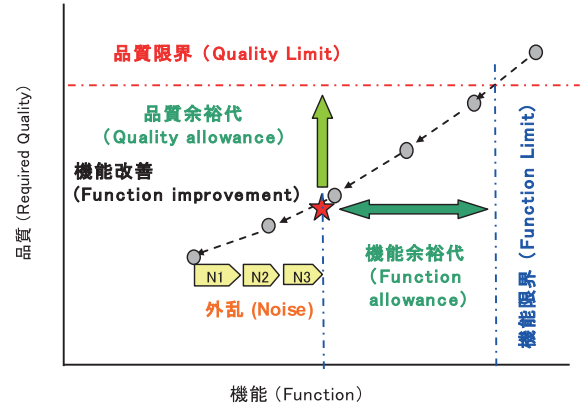 品質限界 (Quality Limit)
品質余裕代
(Quality allowance)
機能改善
(Function improvement)
品質 (Required Quality)
N1 N2 N3
外乱 (Noise)
機能余裕代
(Function
allowance)
機能限界 (Function Limit)
機能 (Function)